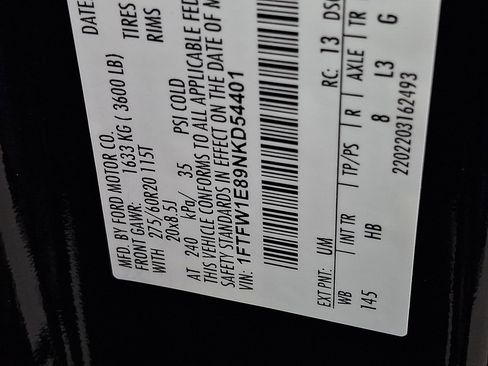 MFD. BY FORD MOTOR CO.
DATE
FRONT GAWR: 1633 KG ( 3600 LB)
WITH 275/60R20 115T TIRES
20x8.5J RIMS
AT 240 kPa/ 35 PSI COLD
THIS VEHICLE CONFORMS TO ALL APPLICABLE FED
SAFETY STANDARDS IN EFFECT ON THE DATE OF M
VIN: 1FTFW1E89NKD54401
EXT PNT: UM RC: 13 DSO
WB INT TR TP/PS R AXLE TR
145 HB 8 L3 G
2202203162493